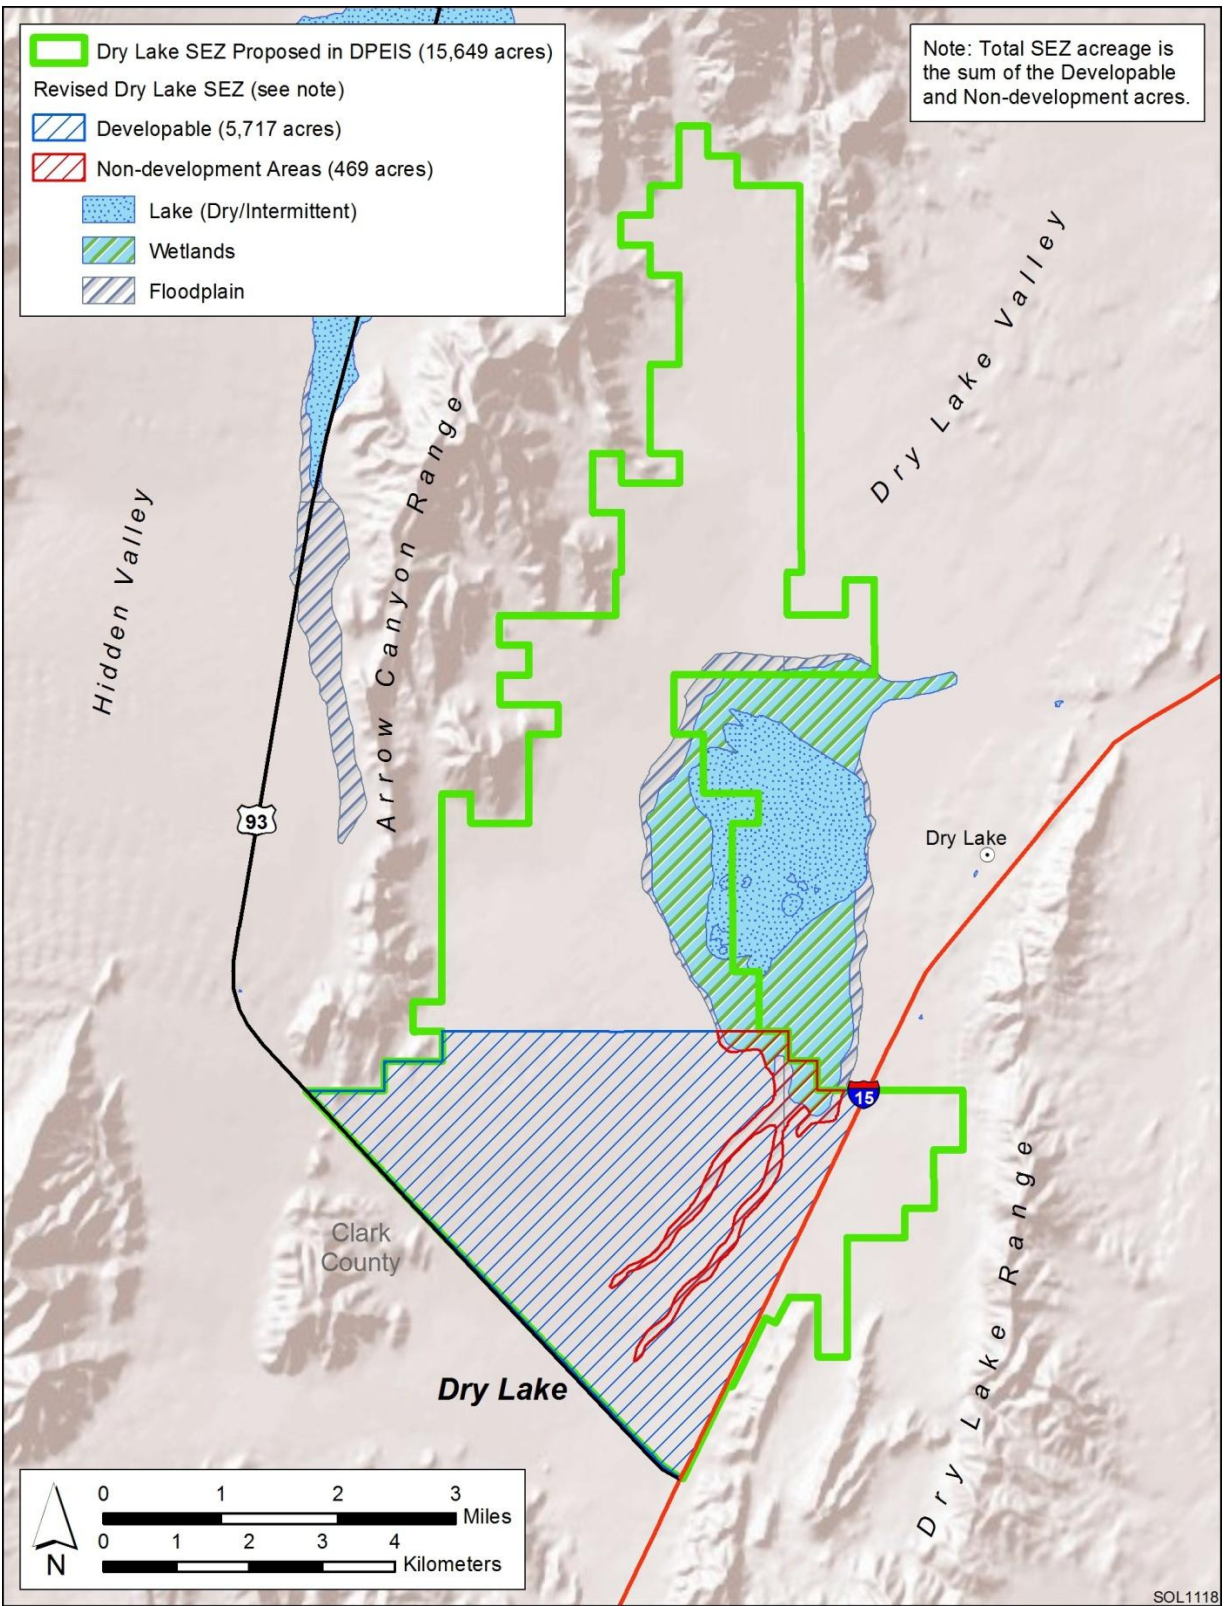 Dry Lake SEZ Proposed in DPEIS (15,649 acres)
Revised Dry Lake SEZ (see note)
Developable (5,717 acres)
Non-development Areas (469 acres)
Lake (Dry/Intermittent)
Wetlands
Floodplain
Note: Total SEZ acreage is
the sum of the Developable
and Non-development acres.
Dry Lake Valley
Arrow Canyon Range
Hidden Valley
93
Dry Lake
15
Clark
County
Dry Lake Range
Dry Lake
0 1 2 3
Miles
0 1 2 3 4
Kilometers
N
SOL1118